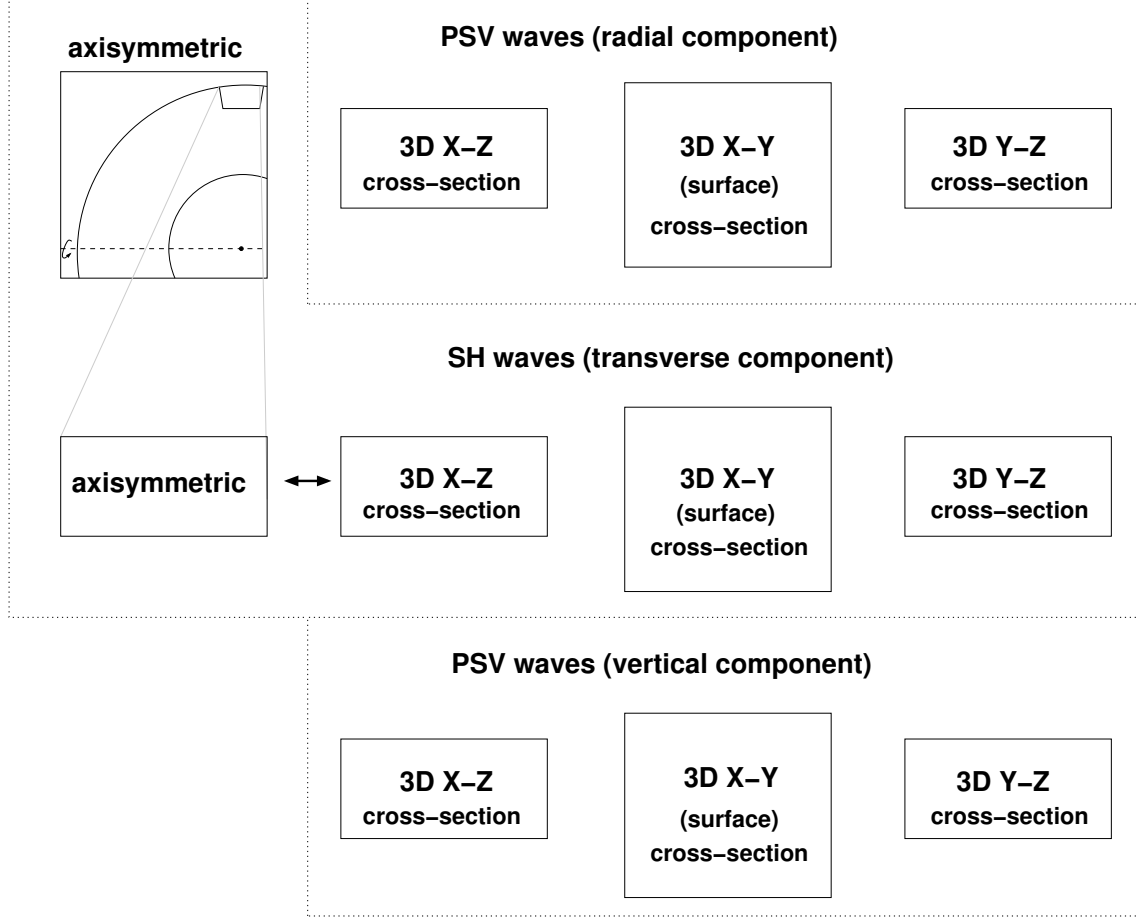 axisymmetric
PSV waves (radial component)
3D X–Z
cross–section
3D X–Y
(surface)
cross–section
3D Y–Z
cross–section
SH waves (transverse component)
axisymmetric
3D X–Z
cross–section
3D X–Y
(surface)
cross–section
3D Y–Z
cross–section
PSV waves (vertical component)
3D X–Z
cross–section
3D X–Y
(surface)
cross–section
3D Y–Z
cross–section